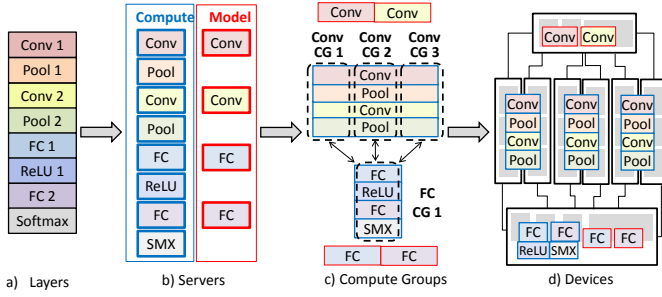 Conv 1
Pool 1
Conv 2
Pool 2
FC 1
ReLU 1
FC 2
Softmax
a) Layers
Compute
Model
Conv
Conv
Pool
Conv
Conv
Pool
FC
FC
ReLU
FC
FC
SMX
b) Servers
Conv
Conv
Conv
CG 1
Conv
CG 2
Conv
CG 3
Conv
Pool
Conv
Pool
FC
ReLU
FC
SMX
FC
CG 1
FC
FC
c) Compute Groups
Conv
Conv
Conv
Pool
Conv
Pool
Conv
Pool
Conv
Pool
Conv
Pool
Conv
Pool
FC
FC
FC
FC
ReLU
SMX
d) Devices